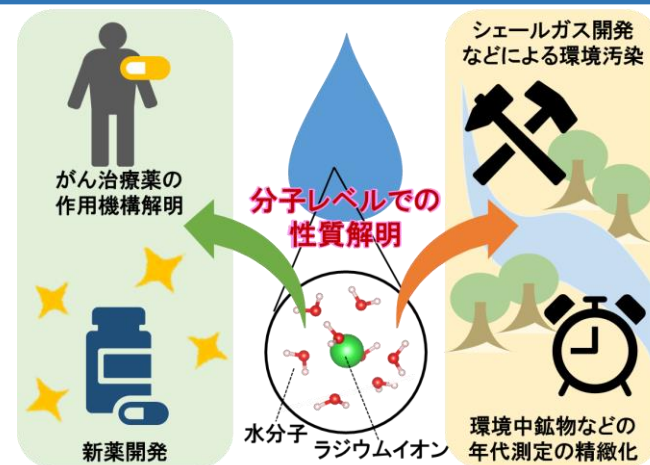 がん治療薬の
作用機構解明
新薬開発
分子レベルでの
性質解明
水分子
ラジウムイオン
シェールガス開発
などによる環境汚染
環境中鉱物などの
年代測定の精緻化